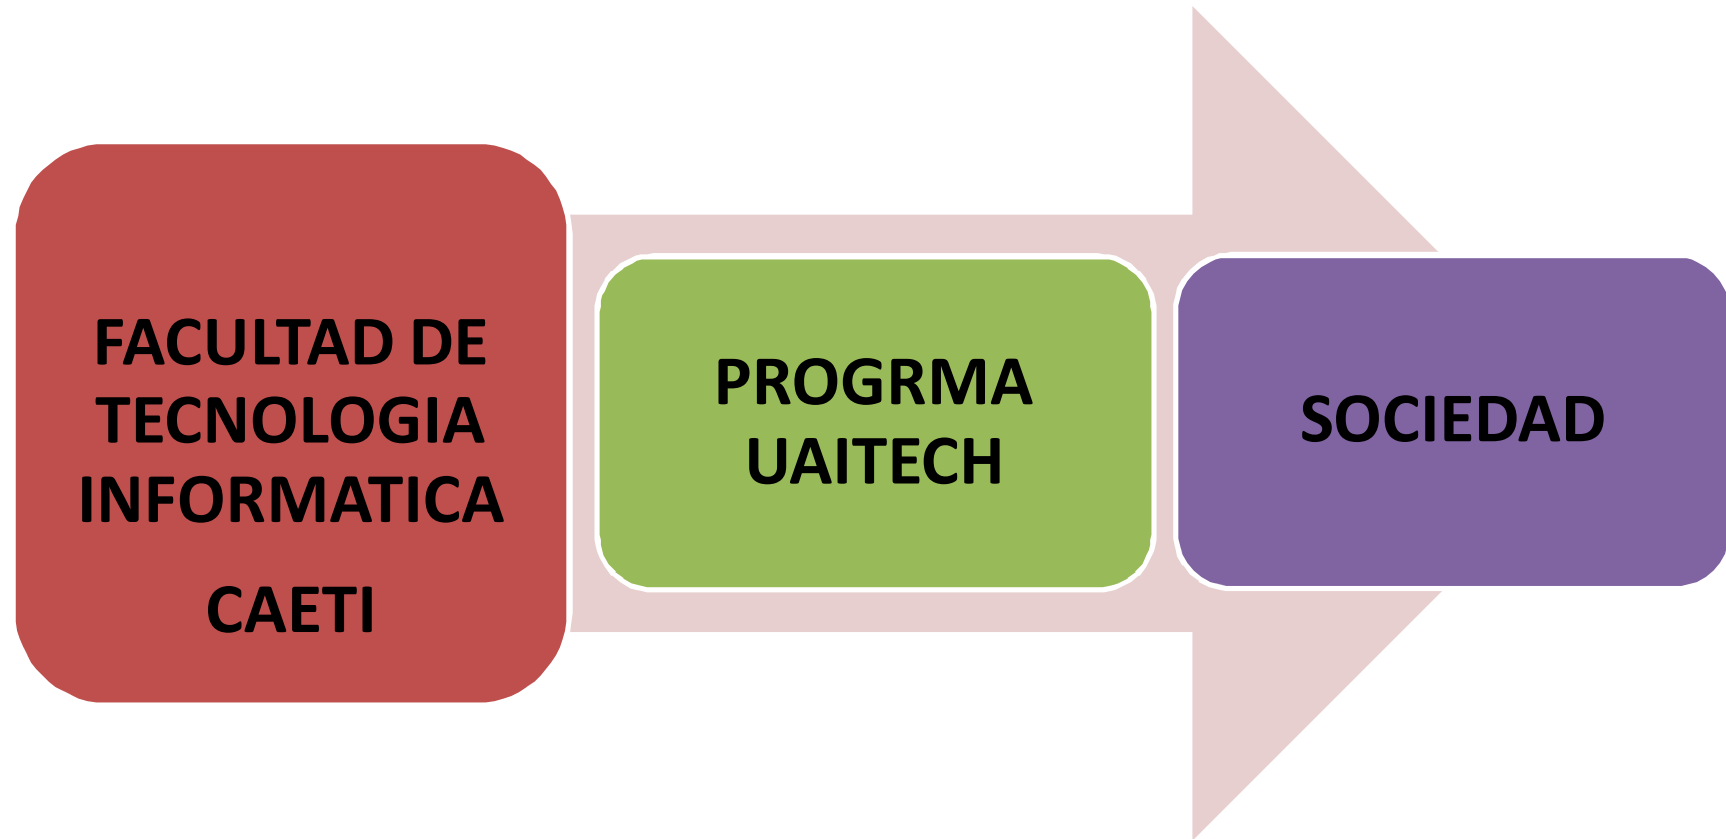 FACULTAD DE
TECNOLOGIA
INFORMATICA
CAETI
PROGRMA
UAITECH
SOCIEDAD